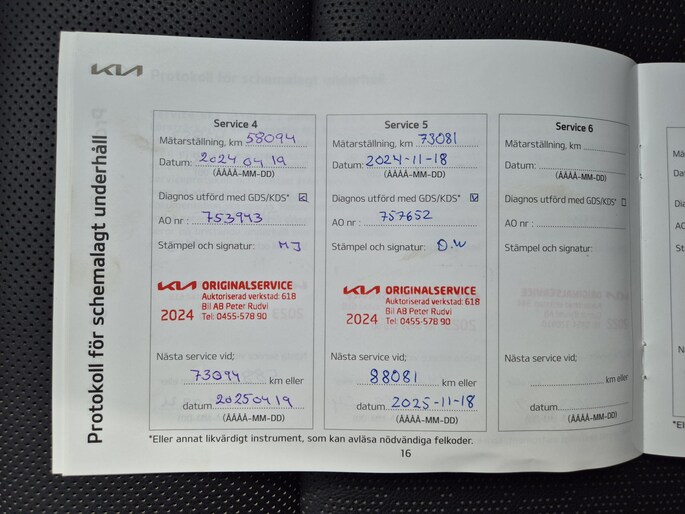 KIA
Protokoll för schemalagt underhåll
Service 4
Mätarställning, km 58094
Datum: 2024 04 19
(ÅÅÅÅ-MM-DD)
Diagnos utförd med GDS/KDS*
AO nr : 753943
Stämpel och signatur: MJ
KIA ORIGINALSERVICE
Auktoriserad verkstad: 618
Bil AB Peter Rudvi
2024 Tel: 0455-578 90
Nästa service vid;
73094 km eller
datum 20250419
(ÅÅÅÅ-MM-DD)
Service 5
Mätarställning, km 73081
Datum: 2024-11-18
(ÅÅÅÅ-MM-DD)
Diagnos utförd med GDS/KDS*
AO nr : 757652
Stämpel och signatur: D.W
KIA ORIGINALSERVICE
Auktoriserad verkstad: 618
Bil AB Peter Rudvi
2024 Tel: 0455-578 90
Nästa service vid;
88081 km eller
datum 2025-11-18
(ÅÅÅÅ-MM-DD)
Service 6
Mätarställning, km
Datum:
(ÅÅÅÅ-MM-DD)
Diagnos utförd med GDS/KDS*
AO nr :
Stämpel och signatur:
Nästa service vid;
km eller
datum
(ÅÅÅÅ-MM-DD)
*Eller annat likvärdigt instrument, som kan avläsa nödvändiga felkoder.
16